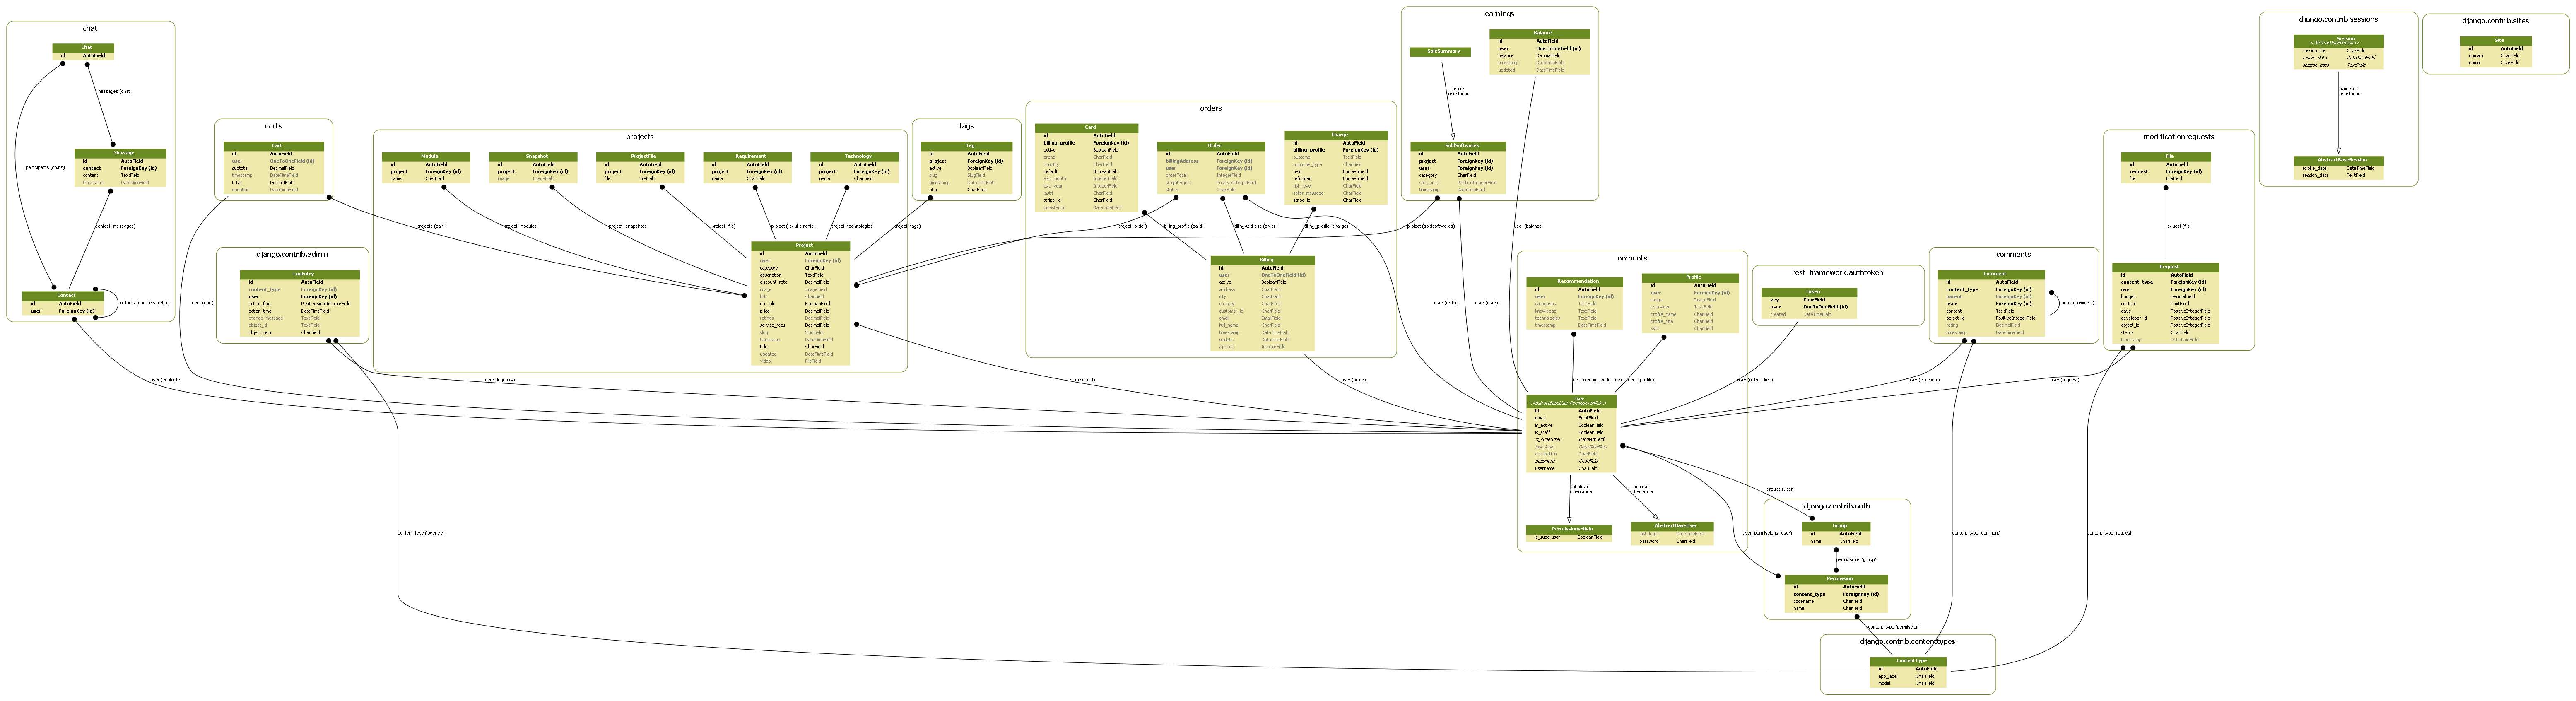 chat
Chat
id AutoField
messages (chat)
participants (chats)
Message
id AutoField
contact ForeignKey (id)
content TextField
timestamp DateTimeField
contact (messages)
Contact
id AutoField
user ForeignKey (id)
contacts (contacts_rel_+)
user (contacts)
carts
Cart
id AutoField
user OneToOneField (id)
subtotal DecimalField
timestamp DateTimeField
total DecimalField
updated DateTimeField
projects (cart)
user (cart)
django.contrib.admin
LogEntry
id AutoField
content_type ForeignKey (id)
user ForeignKey (id)
action_flag PositiveSmallIntegerField
action_time DateTimeField
change_message TextField
object_id TextField
object_repr CharField
user (logentry)
content_type (logentry)
projects
Module
id AutoField
project ForeignKey (id)
name CharField
project (modules)
Snapshot
id AutoField
project ForeignKey (id)
image ImageField
project (snapshots)
ProjectFile
id AutoField
project ForeignKey (id)
file FileField
project (file)
Requirement
id AutoField
project ForeignKey (id)
name CharField
project (requirements)
Technology
id AutoField
project ForeignKey (id)
name CharField
project (technologies)
Project
id AutoField
user ForeignKey (id)
category CharField
description TextField
discount_rate DecimalField
image ImageField
link CharField
on_sale BooleanField
price DecimalField
ratings DecimalField
service_fees DecimalField
slug SlugField
timestamp DateTimeField
title CharField
updated DateTimeField
video FileField
user (project)
tags
Tag
id AutoField
project ForeignKey (id)
active BooleanField
slug SlugField
timestamp DateTimeField
title CharField
project (tags)
orders
Card
id AutoField
billing_profile ForeignKey (id)
active BooleanField
brand CharField
country CharField
default BooleanField
exp_month IntegerField
exp_year IntegerField
last4 CharField
stripe_id CharField
timestamp DateTimeField
billing_profile (card)
Order
id AutoField
billingAddress ForeignKey (id)
user ForeignKey (id)
orderTotal IntegerField
singleProject PositiveIntegerField
status CharField
project (order)
billingAddress (order)
user (order)
Charge
id AutoField
billing_profile ForeignKey (id)
outcome TextField
outcome_type CharField
paid BooleanField
refunded BooleanField
risk_level CharField
seller_message CharField
stripe_id CharField
billing_profile (charge)
Billing
id AutoField
user OneToOneField (id)
active BooleanField
address CharField
city CharField
country CharField
customer_id CharField
email EmailField
full_name CharField
timestamp DateTimeField
update DateTimeField
zipcode IntegerField
user (billing)
earnings
SaleSummary
proxy
inheritance
Balance
id AutoField
user OneToOneField (id)
balance DecimalField
timestamp DateTimeField
updated DateTimeField
user (balance)
SoldSoftwares
id AutoField
project ForeignKey (id)
user ForeignKey (id)
category CharField
sold_price PositiveIntegerField
timestamp DateTimeField
project (soldsoftwares)
user (user)
accounts
Recomendation
id AutoField
user ForeignKey (id)
categories TextField
knowledge TextField
technologies TextField
timestamp DateTimeField
user (recommendations)
Profile
id AutoField
user ForeignKey (id)
image ImageField
overview TextField
profile_name CharField
profile_title CharField
skills CharField
user (profile)
User
<AbstractBaseUser,PermissionsMixin>
id AutoField
email EmailField
is_active BooleanField
is_staff BooleanField
is_superuser BooleanField
last_login DateTimeField
occupation CharField
password CharField
username CharField
abstract
inheritance
abstract
inheritance
PermissionsMixin
is_superuser BooleanField
AbstractBaseUser
last_login DateTimeField
password CharField
groups (user)
user_permissions (user)
rest_framework.authtoken
Token
key CharField
user OneToOneField (id)
created DateTimeField
user (auth_token)
django.contrib.auth
Group
id AutoField
name CharField
permissions (group)
Permission
id AutoField
content_type ForeignKey (id)
codename CharField
name CharField
content_type (permission)
django.contrib.contenttypes
ContentType
id AutoField
app_label CharField
model CharField
comments
Comment
id AutoField
content_type ForeignKey (id)
parent ForeignKey (id)
user ForeignKey (id)
content TextField
object_id PositiveIntegerField
rating DecimalField
timestamp DateTimeField
parent (comment)
user (comment)
content_type (comment)
modificationrequests
File
id AutoField
request ForeignKey (id)
file FileField
request (file)
Request
id AutoField
content_type ForeignKey (id)
user ForeignKey (id)
budget DecimalField
content TextField
days PositiveIntegerField
developer_id PositiveIntegerField
object_id PositiveIntegerField
status CharField
timestamp DateTimeField
user (request)
content_type (request)
django.contrib.sessions
Session
<AbstractBaseSession>
session_key CharField
expire_date DateTimeField
session_data TextField
abstract
inheritance
AbstractBaseSession
expire_date DateTimeField
session_data TextField
django.contrib.sites
Site
id AutoField
domain CharField
name CharField